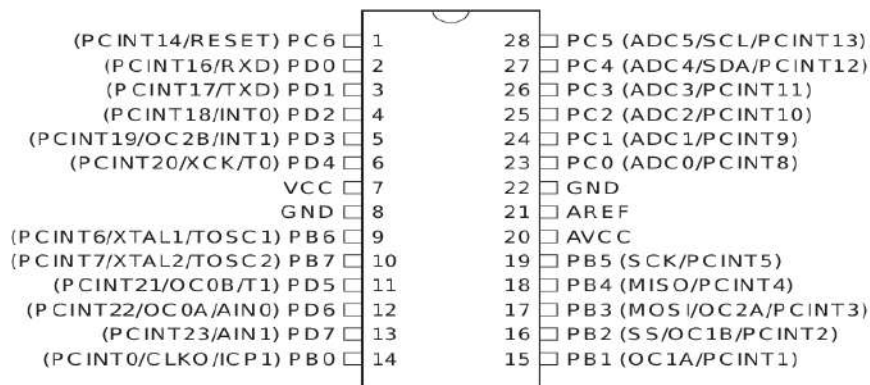 (PCINT14/RESET) PC6 1 28 PC5 (ADC5/SCL/PCINT13)
(PCINT16/RXD) PD0 2 27 PC4 (ADC4/SDA/PCINT12)
(PCINT17/TXD) PD1 3 26 PC3 (ADC3/PCINT11)
(PCINT18/INT0) PD2 4 25 PC2 (ADC2/PCINT10)
(PCINT19/OC2B/INT1) PD3 5 24 PC1 (ADC1/PCINT9)
(PCINT20/XCK/T0) PD4 6 23 PC0 (ADC0/PCINT8)
VCC 7 22 GND
GND 8 21 AREF
(PCINT6/XTAL1/TOSC1) PB6 9 20 AVCC
(PCINT7/XTAL2/TOSC2) PB7 10 19 PB5 (SCK/PCINT5)
(PCINT21/OC0B/T1) PD5 11 18 PB4 (MISO/PCINT4)
(PCINT22/OC0A/AIN0) PD6 12 17 PB3 (MOSI/OC2A/PCINT3)
(PCINT23/AIN1) PD7 13 16 PB2 (SS/OC1B/PCINT2)
(PCINT0/CLKO/ICP1) PB0 14 15 PB1 (OC1A/PCINT1)